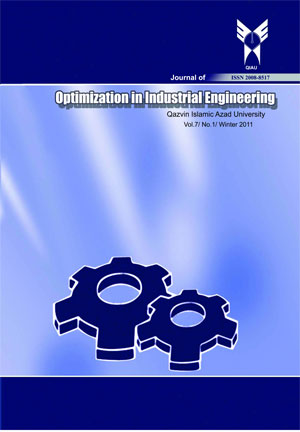 QIAU
Journal of
ISSN 2008-8517
Optimization in Industrial Engineering
Qazvin Islamic Azad University
Vol.7/ No.1/ Winter 2011